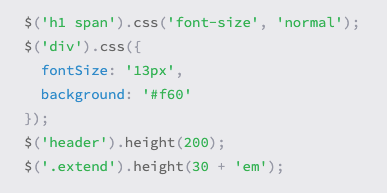 $('h1 span').css('font-size', 'normal');
$('div').css({
  fontSize: '13px',
  background: '#f60'
});
$('header').height(200);
$('.extend').height(30 + 'em');